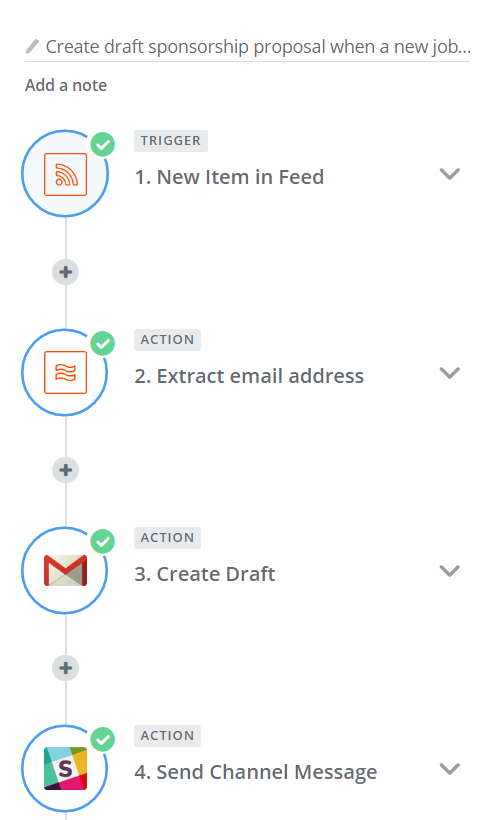 Create draft sponsorship proposal when a new job...
Add a note
TRIGGER
1. New Item in Feed
ACTION
2. Extract email address
ACTION
3. Create Draft
ACTION
S
4. Send Channel Message